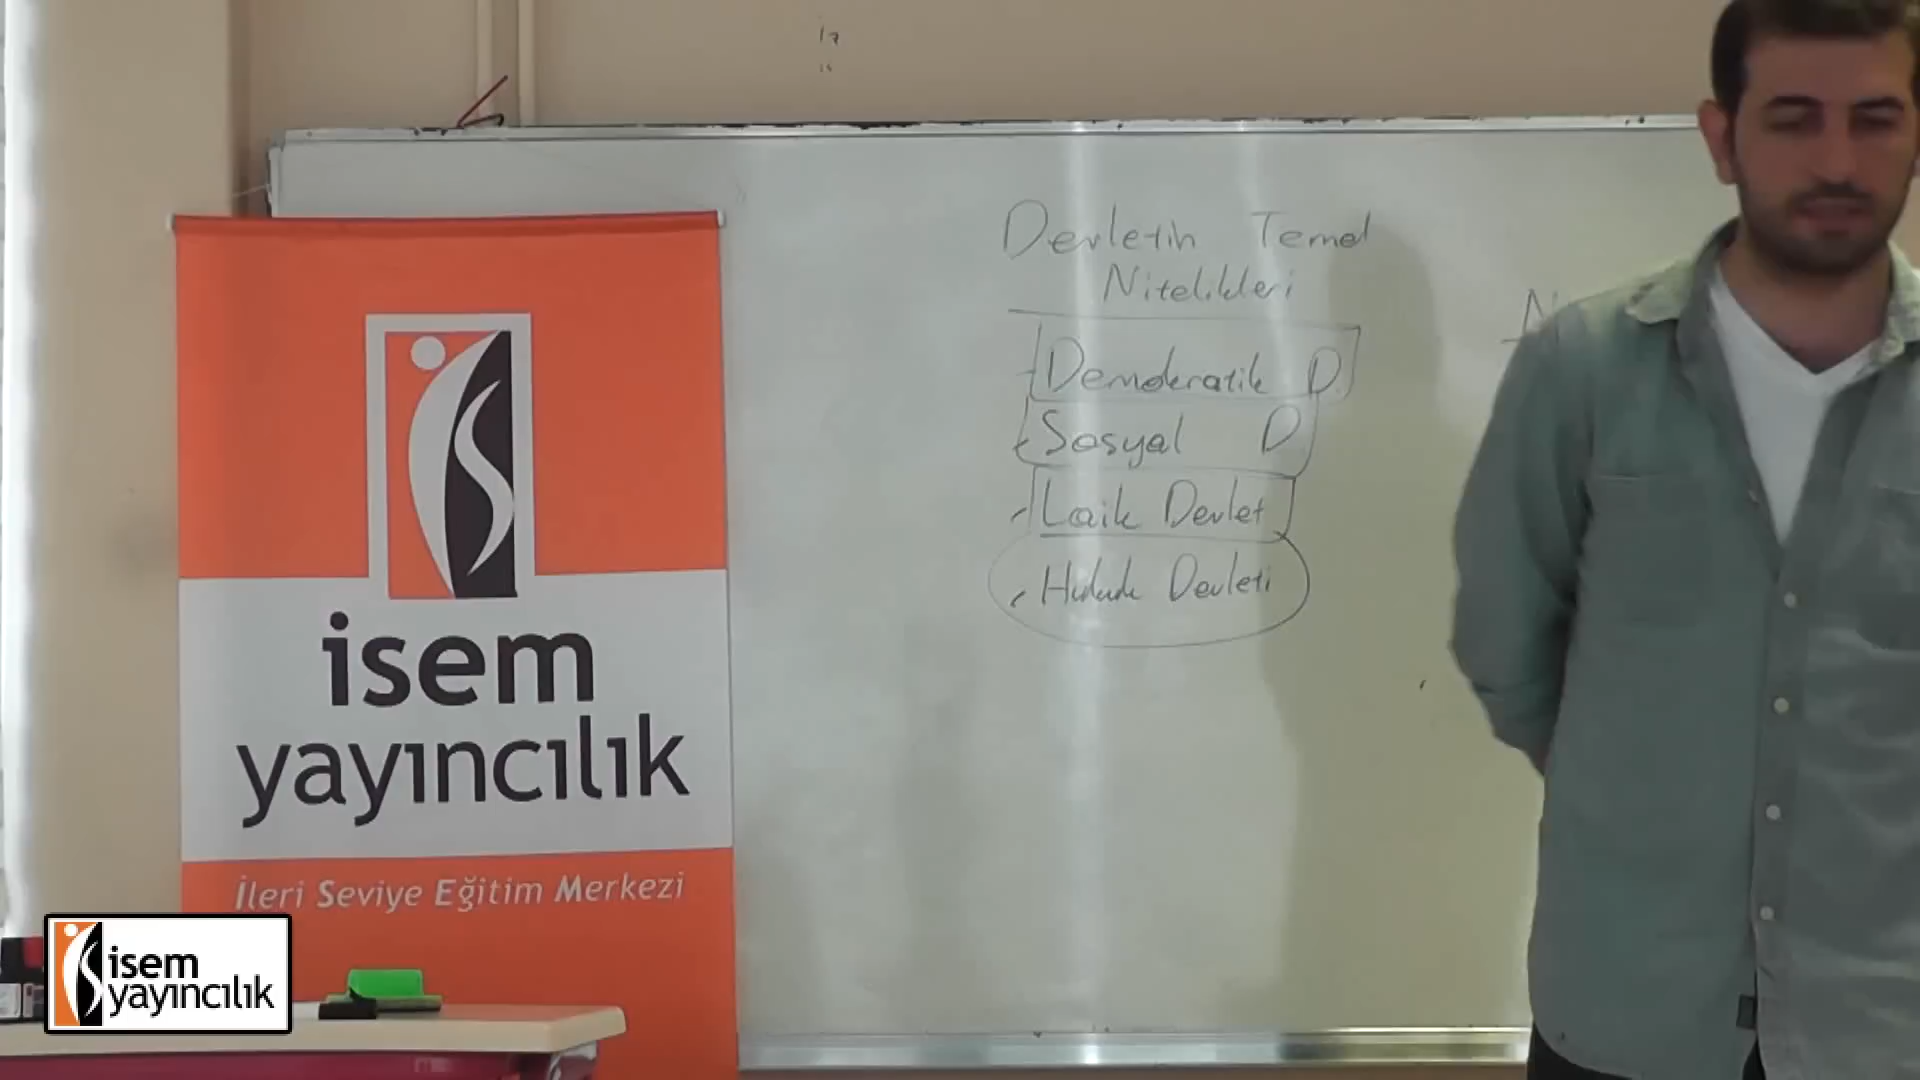 Devletin Temel
Nitelikleri
Demokratik D.
Sosyal D
Laik Devlet
Hukuk Devleti
isem
yayıncılık
İleri Seviye Eğitim Merkezi
isem
yayıncılık